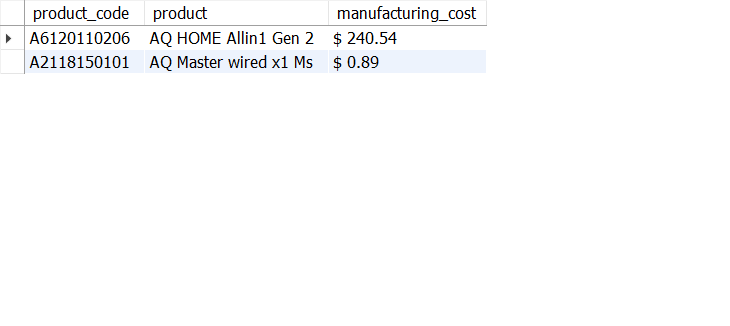 product_code product manufacturing_cost
A6120110206 AQ HOME Allin1 Gen 2 $ 240.54
A2118150101 AQ Master wired x1 Ms $ 0.89